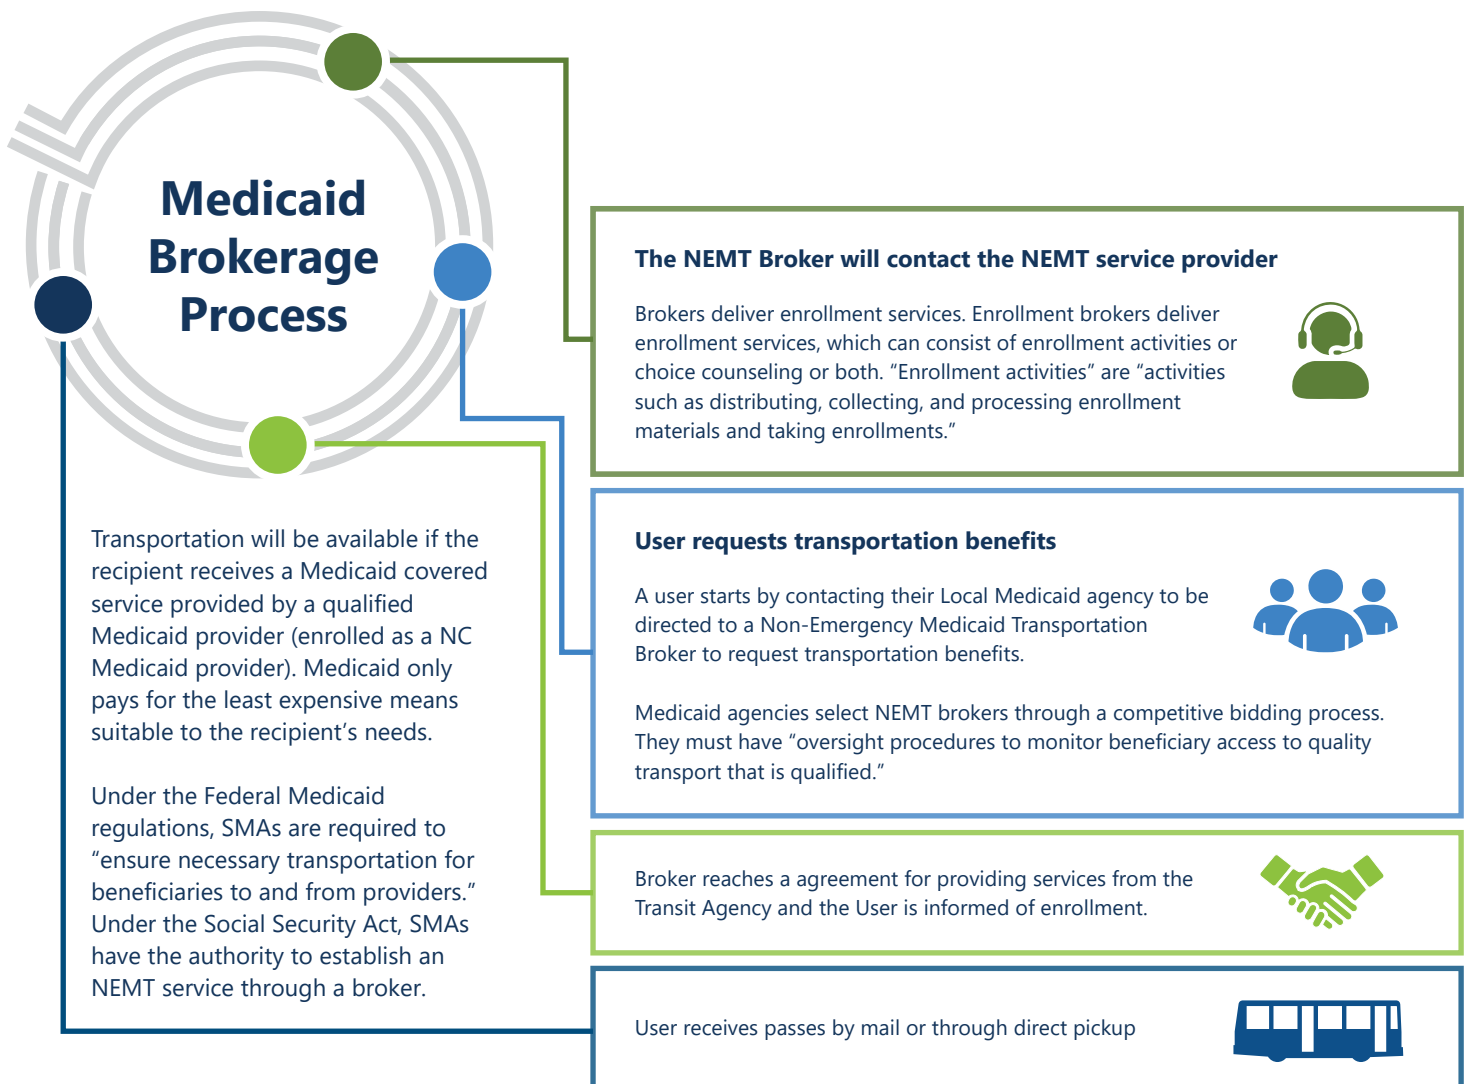 Medicaid
Brokerage
Process
Transportation will be available if the
recipient receives a Medicaid covered
service provided by a qualified
Medicaid provider (enrolled as a NC
Medicaid provider). Medicaid only
pays for the least expensive means
suitable to the recipient’s needs.
Under the Federal Medicaid
regulations, SMAs are required to
“ensure necessary transportation for
beneficiaries to and from providers.”
Under the Social Security Act, SMAs
have the authority to establish an
NEMT service through a broker.
The NEMT Broker will contact the NEMT service provider
Brokers deliver enrollment services. Enrollment brokers deliver
enrollment services, which can consist of enrollment activities or
choice counseling or both. “Enrollment activities” are “activities
such as distributing, collecting, and processing enrollment
materials and taking enrollments.”
User requests transportation benefits
A user starts by contacting their Local Medicaid agency to be
directed to a Non-Emergency Medicaid Transportation
Broker to request transportation benefits.
Medicaid agencies select NEMT brokers through a competitive bidding process.
They must have “oversight procedures to monitor beneficiary access to quality
transport that is qualified.”
Broker reaches a agreement for providing services from the
Transit Agency and the User is informed of enrollment.
User receives passes by mail or through direct pickup